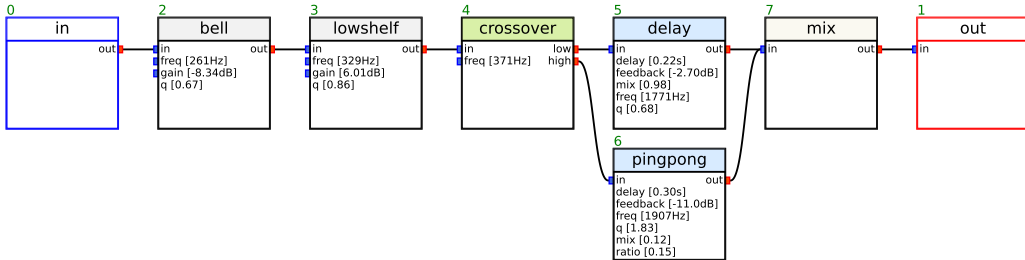 0
in
out
2
bell
in
out
freq [261Hz]
gain [-8.34dB]
q [0.67]
3
lowshelf
in
out
freq [329Hz]
gain [6.01dB]
q [0.86]
4
crossover
in
low
freq [371Hz]
high
5
delay
in
out
delay [0.22s]
feedback [-2.70dB]
mix [0.98]
freq [1771Hz]
q [0.68]
7
mix
in
out
1
out
in
6
pingpong
in
out
delay [0.30s]
feedback [-11.0dB]
freq [1907Hz]
q [1.83]
mix [0.12]
ratio [0.15]